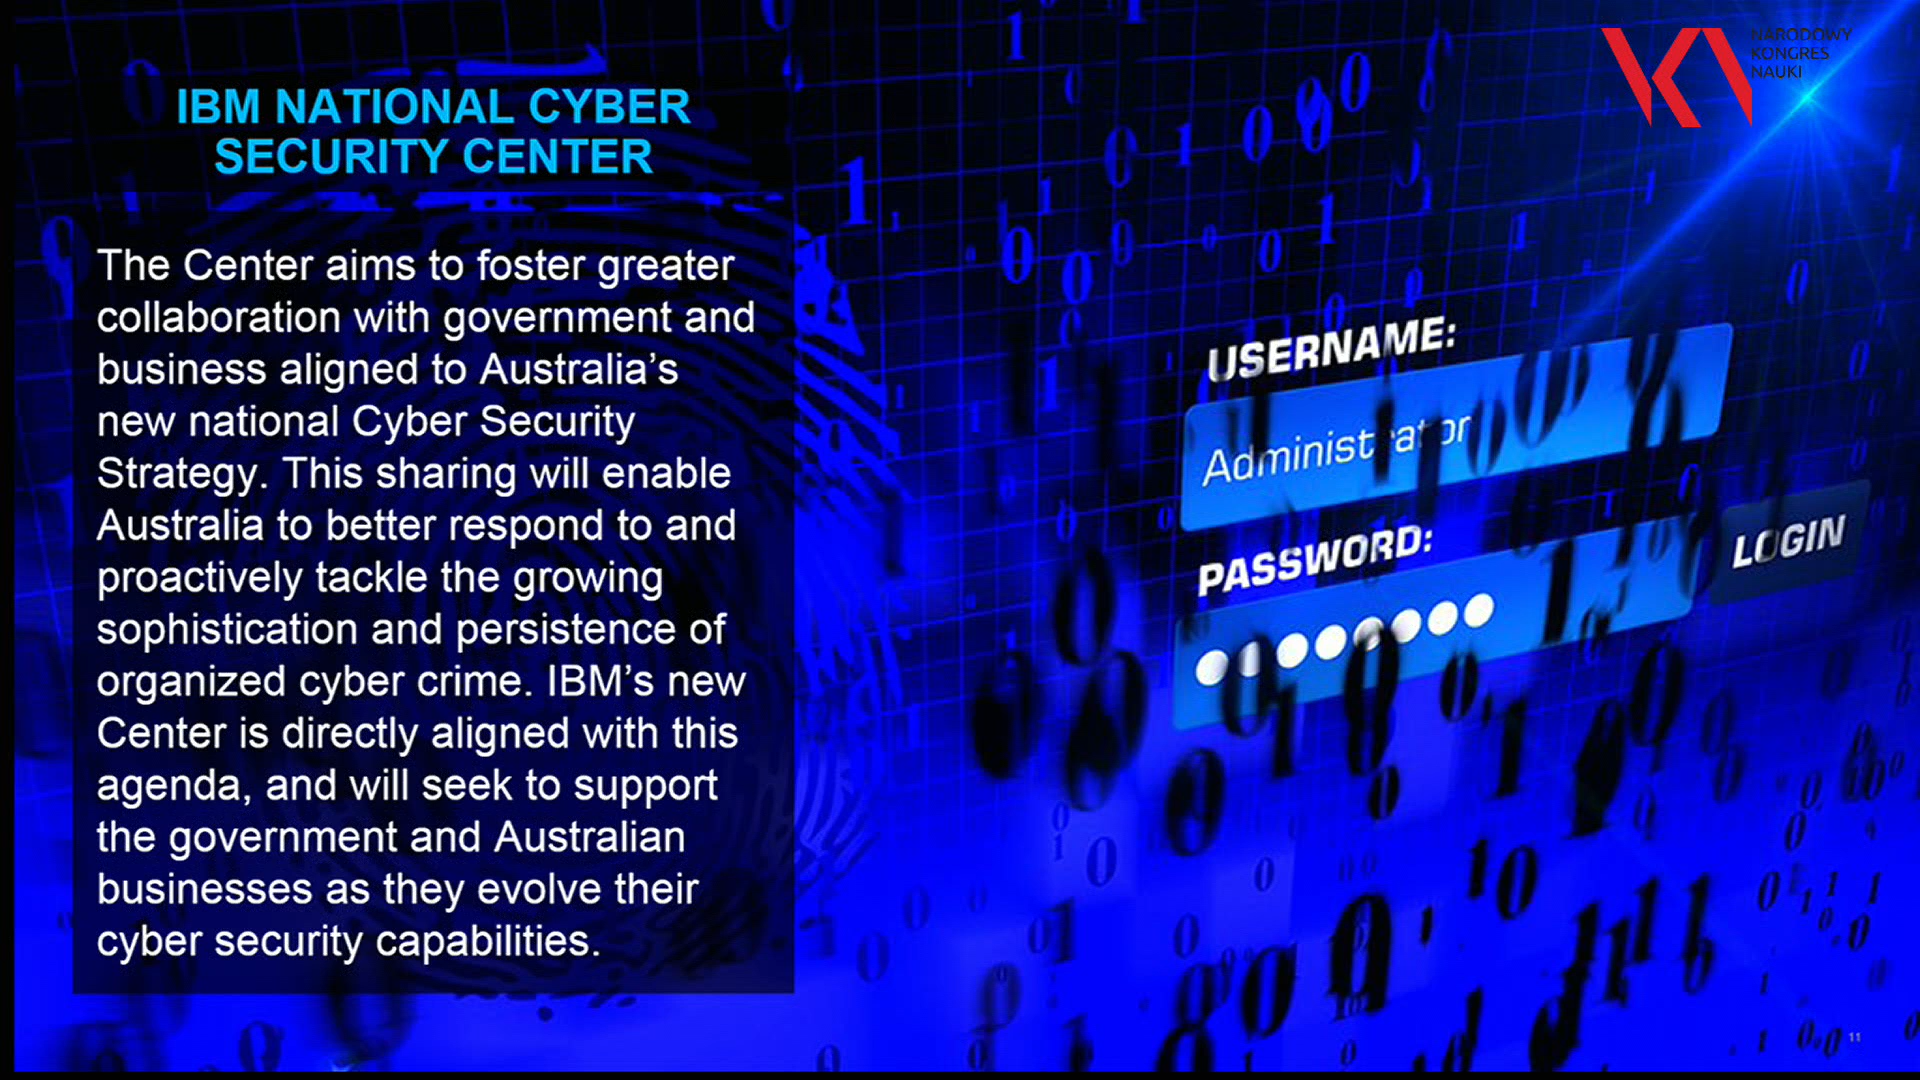 IBM NATIONAL CYBER
SECURITY CENTER
The Center aims to foster greater
collaboration with government and
business aligned to Australia’s
new national Cyber Security
Strategy. This sharing will enable
Australia to better respond to and
proactively tackle the growing
sophistication and persistence of
organized cyber crime. IBM’s new
Center is directly aligned with this
agenda, and will seek to support
the government and Australian
businesses as they evolve their
cyber security capabilities.
NARODOWY
KONGRES
NAUKI
USERNAME:
Administrator
PASSWORD:
LOGIN
11